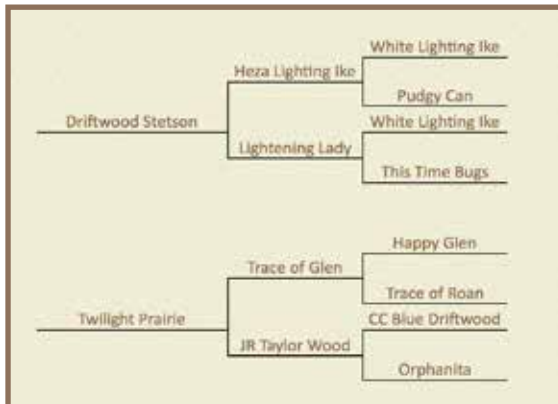 White Lighting Ike
Heza Lighting Ike
Pudgy Can
Driftwood Stetson
White Lighting Ike
Lightening Lady
This Time Bugs
Happy Glen
Trace of Glen
Trace of Roan
Twilight Prairie
CC Blue Driftwood
JR Taylor Wood
Orphanita